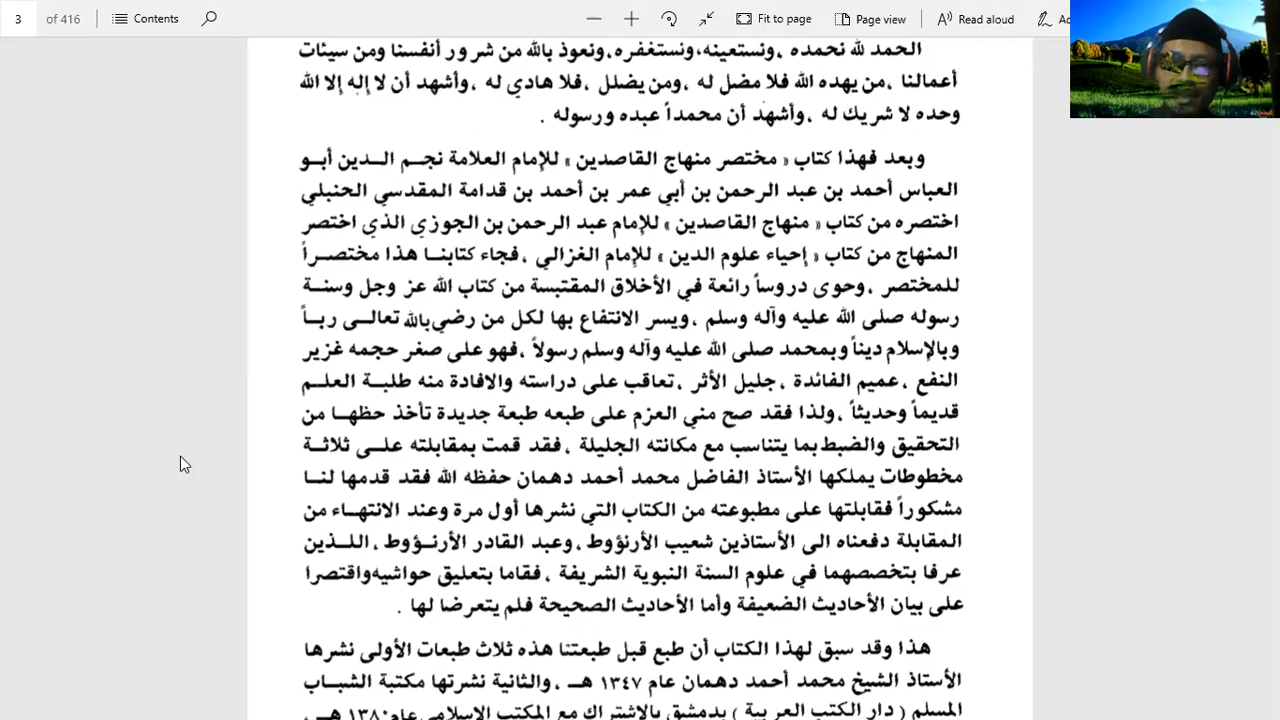 3 of 416 Contents Fit to page Page view Read aloud
الحمد لله نحمده ، ونستعينه، ونستغفره، ونعوذ بالله من شرور أنفسنا ومن سيئات
أعمالنا ، من يهده الله فلا مضل له ، ومن يضلل ، فلا هادي له ، وأشهد أن لا إله إلا الله
وحده لا شريك له ، وأشهد أن محمداً عبده ورسوله .
وبعد فهذا كتاب « مختصر منهاج القاصدين » للإمام العلامة نجم الدين أبو
العباس أحمد بن عبد الرحمن بن أبي عمر بن أحمد بن قدامة المقدسي الحنبلي
اختصره من كتاب « منهاج القاصدين » للإمام عبد الرحمن بن الجوزي الذي اختصر
المنهاج من كتاب « إحياء علوم الدين » للإمام الغزالي ، فجاء كتابنا هذا مختصراً
للمختصر ، وحوى دروساً رائعة في الأخلاق المقتبسة من كتاب الله عز وجل وسنة
رسوله صلى الله عليه وآله وسلم ، ويسر الانتفاع بها لكل من رضي بالله تعالى رباً
وبالإسلام ديناً وبمحمد صلى الله عليه وآله وسلم رسولاً ، فهو على صغر حجمه غزير
النفع ، عميم الفائدة ، جليل الأثر ، تعاقب على دراسته والافادة منه طلبة العلم
قديماً وحديثاً ، ولذا فقد صح مني العزم على طبعه طبعة جديدة تأخذ حظها من
التحقيق والضبط بما يتناسب مع مكانته الجليلة ، فقد قمت بمقابلته على ثلاثة
مخطوطات يملكها الأستاذ الفاضل محمد أحمد دهمان حفظه الله فقد قدمها لنا
مشكوراً فقابلتها على مطبوعته من الكتاب التي نشرها أول مرة وعند الانتهاء من
المقابلة دفعناه الى الأستاذين شعيب الأرنؤوط ، وعبد القادر الأرنؤوط ، اللذين
عرفا بتخصصهما في علوم السنة النبوية الشريفة ، فقاما بتعليق حواشيه واقتصرا
على بيان الأحاديث الضعيفة وأما الأحاديث الصحيحة فلم يتعرضا لها .
هذا وقد سبق لهذا الكتاب أن طبع قبل طبعتنا هذه ثلاث طبعات الأولى نشرها
الأستاذ الشيخ محمد أحمد دهمان عام ١٣٤٧ هـ ، والثانية نشرتها مكتبة الشباب
المسلم ( دار الكتب العربية ) بدمشق بالاشتراك مع المكتب الإسلامي عام ١٣٨٠ هـ ،